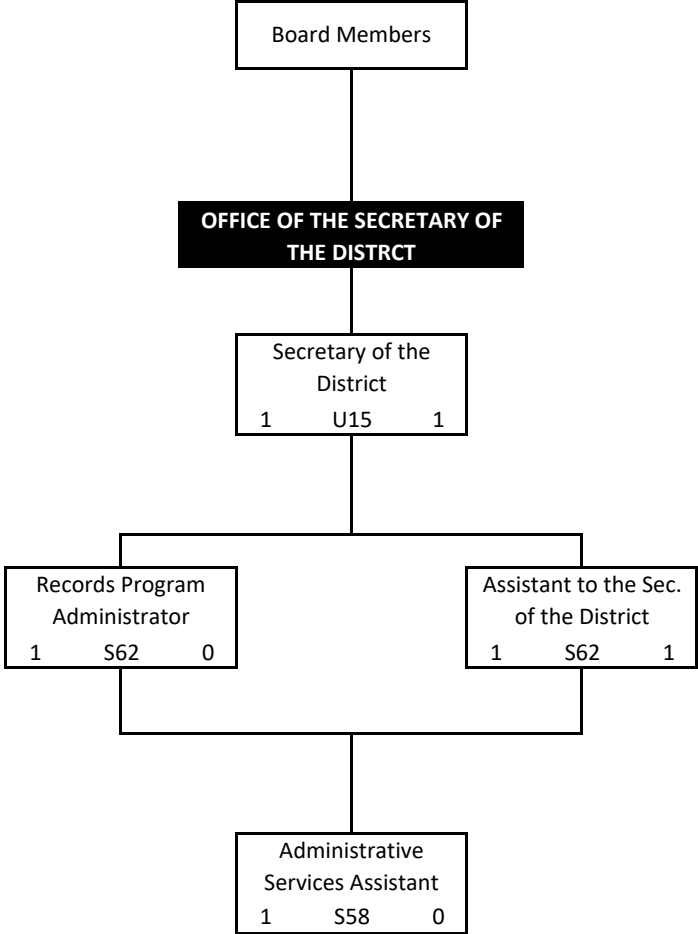 Board Members
OFFICE OF THE SECRETARY OF
THE DISTRCT
Secretary of the
District
1 U15 1
Records Program
Administrator
1 S62 0
Assistant to the Sec.
of the District
1 S62 1
Administrative
Services Assistant
1 S58 0